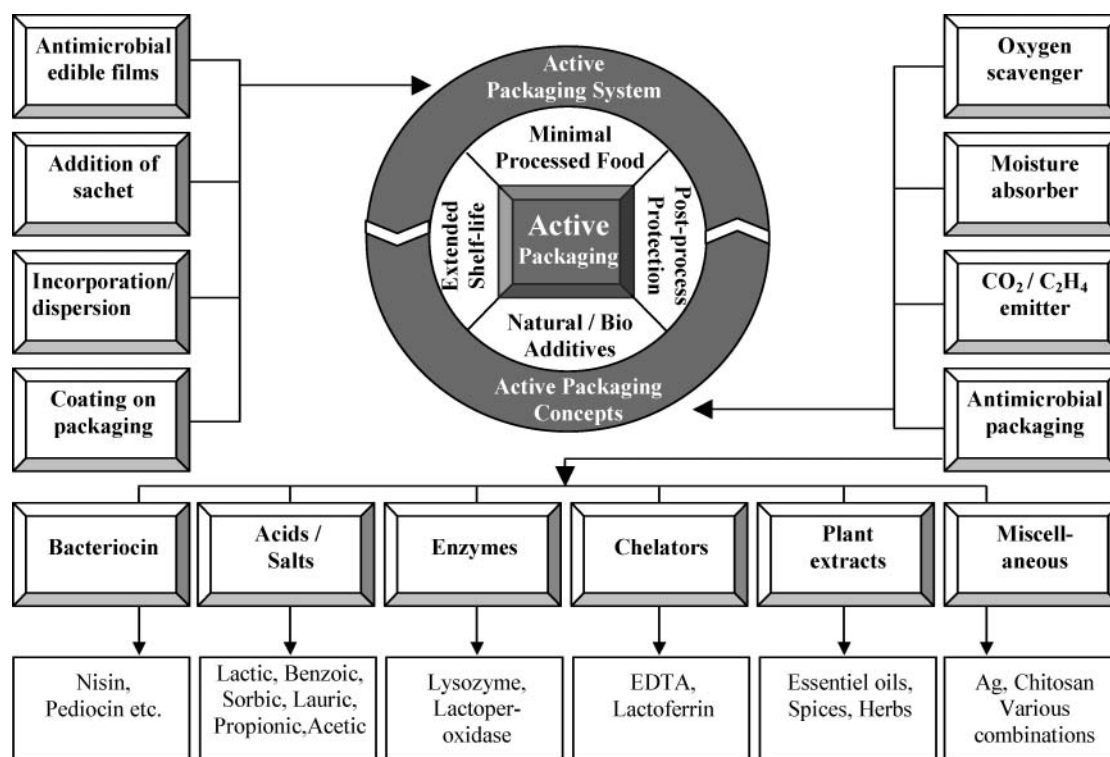 Antimicrobial
edible films
Addition of
sachet
Incorporation/
dispersion
Coating on
packaging
Active
Packaging System
Minimal
Processed Food
Extended
Shelf-life
Active
Packaging
Post-process
Protection
Natural / Bio
Additives
Active Packaging
Concepts
Oxygen
scavenger
Moisture
absorber
CO₂ / C₂H₄
emitter
Antimicrobial
packaging
Bacteriocin
Acids /
Salts
Enzymes
Chelators
Plant
extracts
Miscell-
aneous
Nisin,
Pediocin etc.
Lactic, Benzoic,
Sorbic, Lauric,
Propionic,Acetic
Lysozyme,
Lactoper-
oxidase
EDTA,
Lactoferrin
Essentiel oils,
Spices, Herbs
Ag, Chitosan
Various
combinations